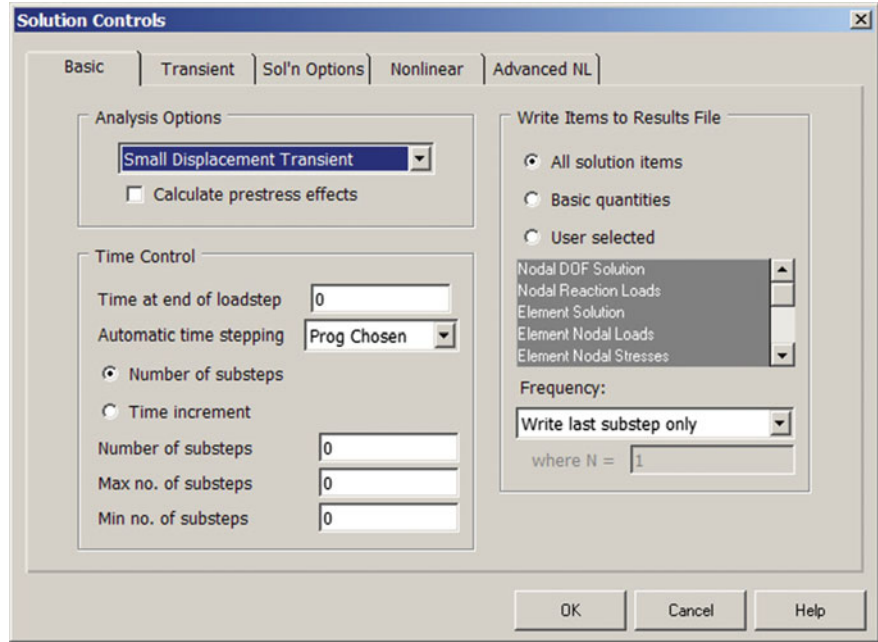 Solution Controls
Basic
Transient
Sol'n Options
Nonlinear
Advanced NL
Analysis Options
Small Displacement Transient
Calculate prestress effects
Time Control
Time at end of loadstep 0
Automatic time stepping Prog Chosen
Number of substeps
Time increment
Number of substeps 0
Max no. of substeps 0
Min no. of substeps 0
Write Items to Results File
All solution items
Basic quantities
User selected
Nodal DOF Solution
Nodal Reaction Loads
Element Solution
Element Nodal Loads
Element Nodal Stresses
Frequency:
Write last substep only
where N = 1
OK
Cancel
Help